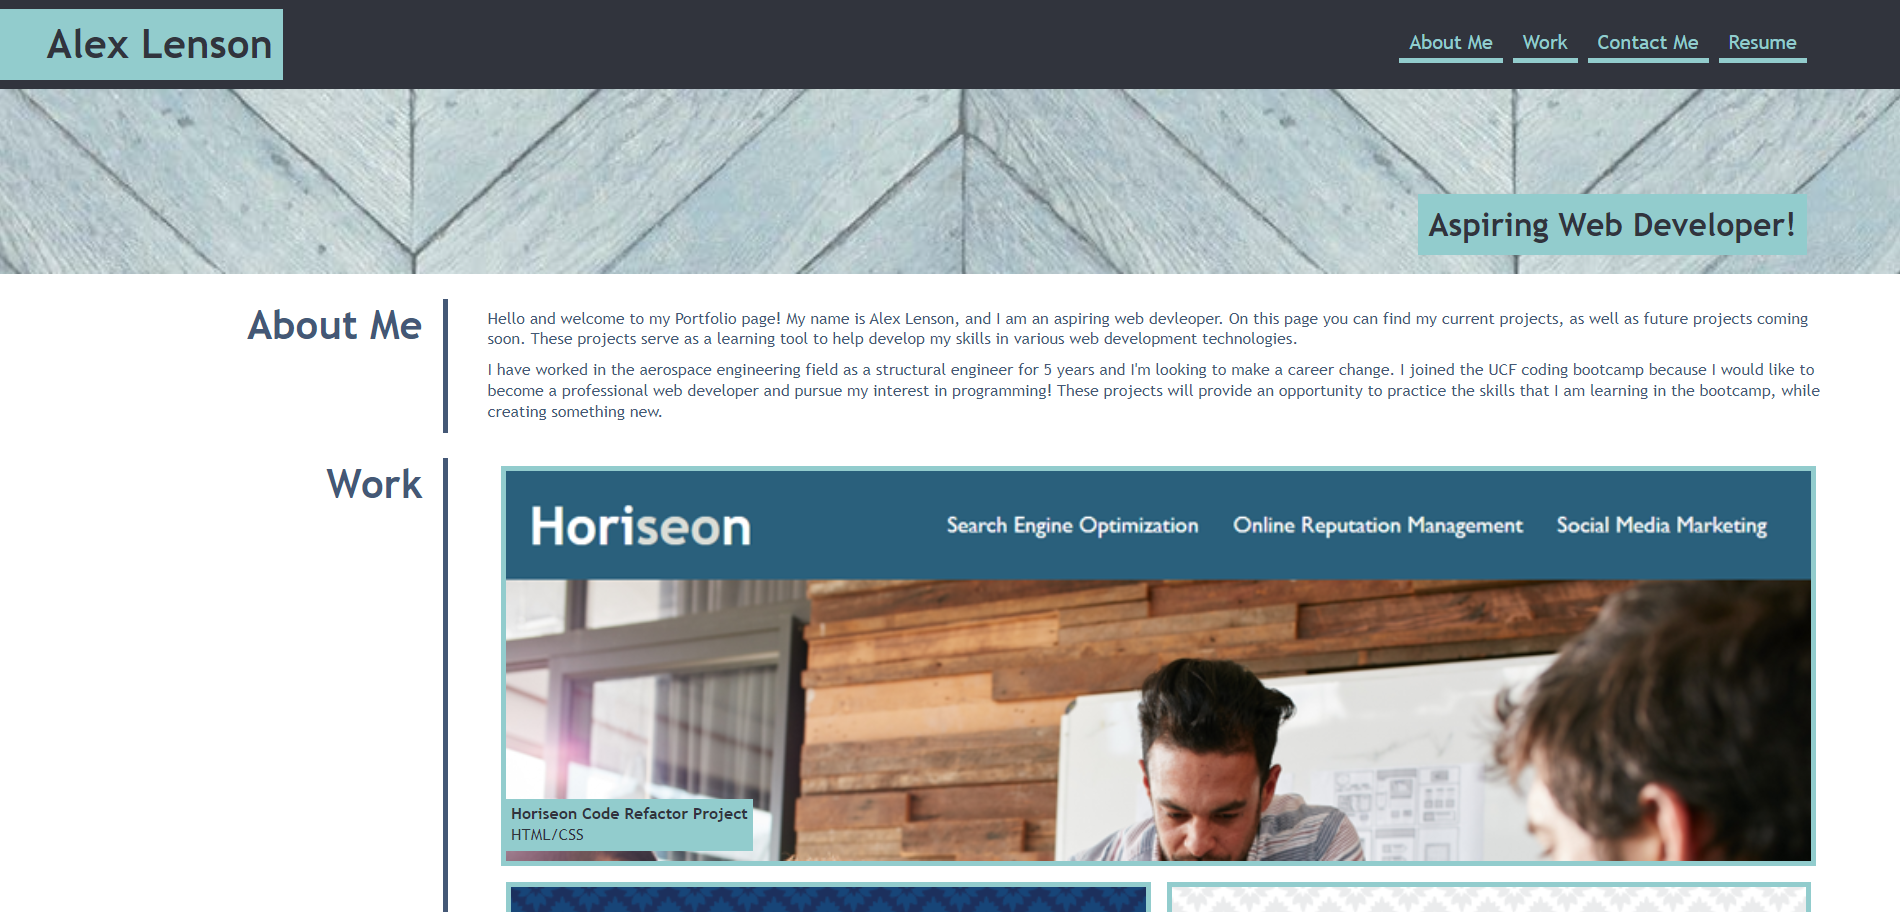 Alex Lenson
About Me Work Contact Me Resume
Aspiring Web Developer!
About Me
Hello and welcome to my Portfolio page! My name is Alex Lenson, and I am an aspiring web devleoper. On this page you can find my current projects, as well as future projects coming
soon. These projects serve as a learning tool to help develop my skills in various web development technologies.
I have worked in the aerospace engineering field as a structural engineer for 5 years and I'm looking to make a career change. I joined the UCF coding bootcamp because I would like to
become a professional web developer and pursue my interest in programming! These projects will provide an opportunity to practice the skills that I am learning in the bootcamp, while
creating something new.
Work
Horiseon
Search Engine Optimization Online Reputation Management Social Media Marketing
Horiseon Code Refactor Project
HTML/CSS